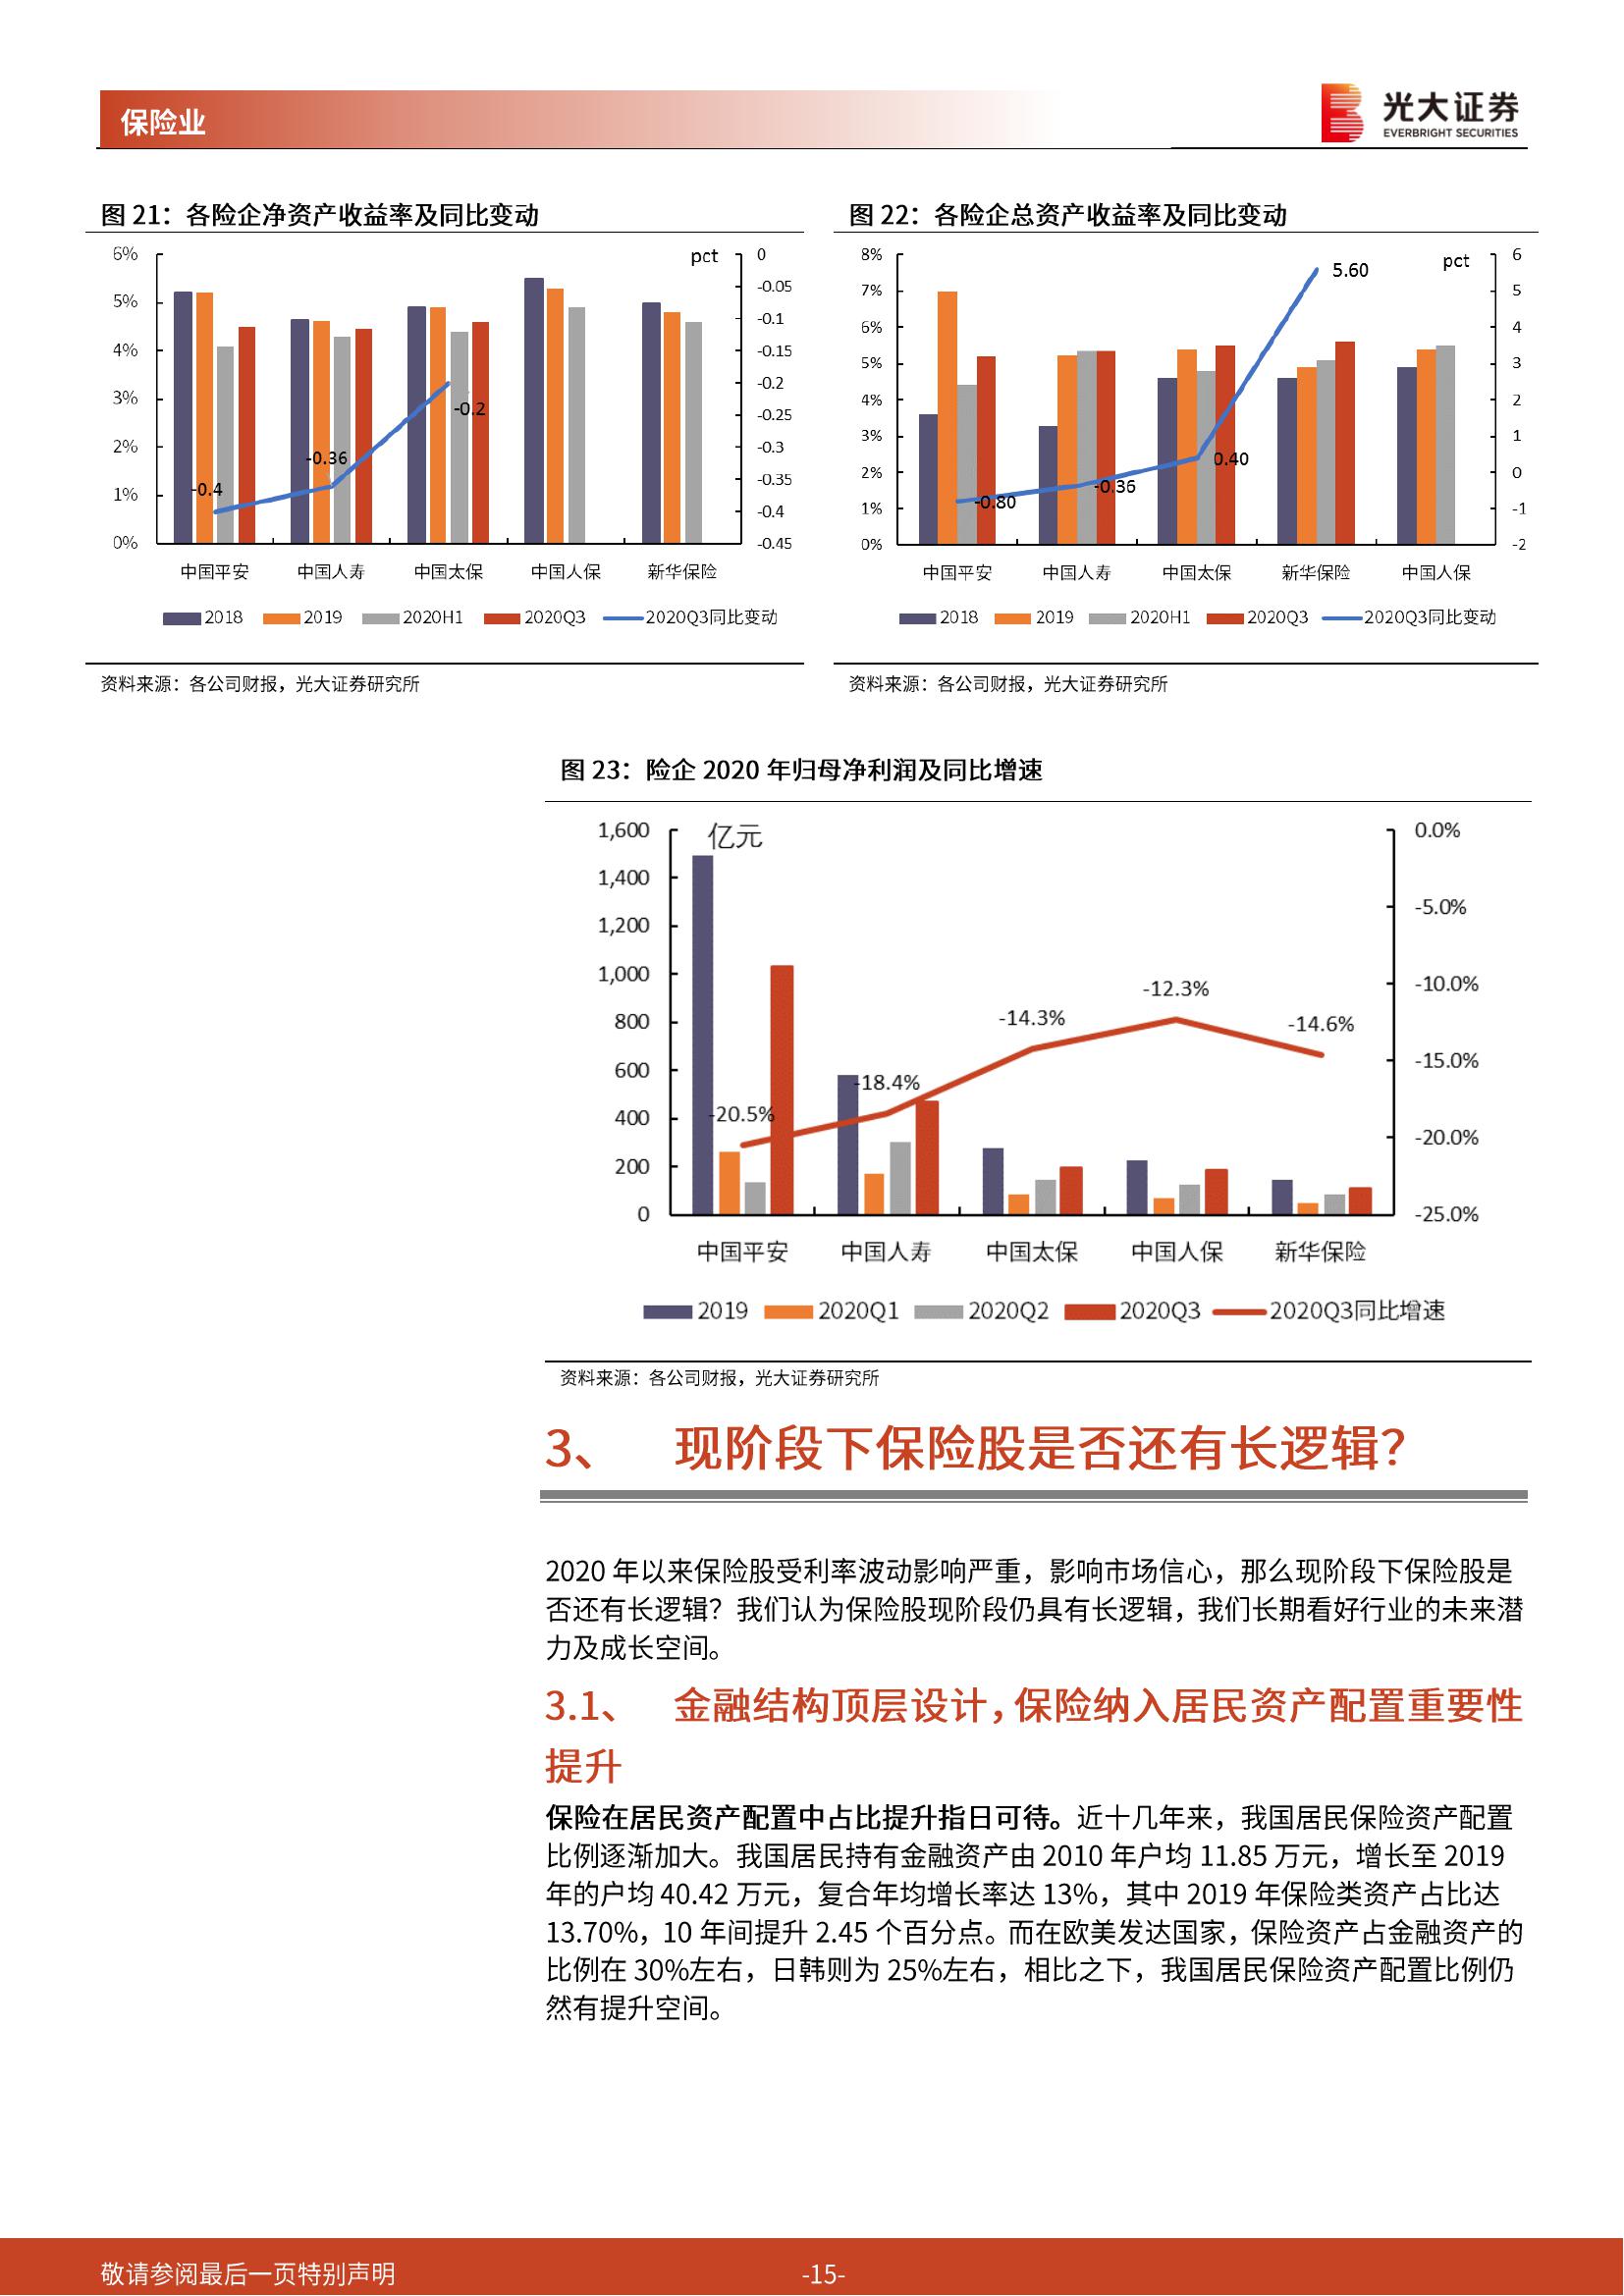 保险业
光大证券
EVERBRIGHT SECURITIES
图 21：各险企净资产收益率及同比变动
6%
5%
4%
3%
2%
1%
0%
pct
0
-0.05
-0.1
-0.15
-0.2
-0.25
-0.3
-0.35
-0.4
-0.45
-0.4
-0.36
-0.2
中国平安 中国人寿 中国太保 中国人保 新华保险
2018 2019 2020H1 2020Q3 2020Q3同比变动
资料来源：各公司财报，光大证券研究所
图 22：各险企总资产收益率及同比变动
8%
7%
6%
5%
4%
3%
2%
1%
0%
pct
6
5
4
3
2
1
0
-1
-2
-0.80
-0.36
0.40
5.60
中国平安 中国人寿 中国太保 新华保险 中国人保
2018 2019 2020H1 2020Q3 2020Q3同比变动
资料来源：各公司财报，光大证券研究所
图 23：险企 2020 年归母净利润及同比增速
亿元
1,600
1,400
1,200
1,000
800
600
400
200
0
0.0%
-5.0%
-10.0%
-15.0%
-20.0%
-25.0%
-20.5%
-18.4%
-14.3%
-12.3%
-14.6%
中国平安 中国人寿 中国太保 中国人保 新华保险
2019 2020Q1 2020Q2 2020Q3 2020Q3同比增速
资料来源：各公司财报，光大证券研究所
3、 现阶段下保险股是否还有长逻辑？
2020 年以来保险股受利率波动影响严重，影响市场信心，那么现阶段下保险股是
否还有长逻辑？我们认为保险股现阶段仍具有长逻辑，我们长期看好行业的未来潜
力及成长空间。
3.1、 金融结构顶层设计，保险纳入居民资产配置重要性
提升
保险在居民资产配置中占比提升指日可待。近十几年来，我国居民保险资产配置
比例逐渐加大。我国居民持有金融资产由 2010 年户均 11.85 万元，增长至 2019
年的户均 40.42 万元，复合年均增长率达 13%，其中 2019 年保险类资产占比达
13.70%，10 年间提升 2.45 个百分点。而在欧美发达国家，保险资产占金融资产的
比例在 30%左右，日韩则为 25%左右，相比之下，我国居民保险资产配置比例仍
然有提升空间。
敬请参阅最后一页特别声明
-15-